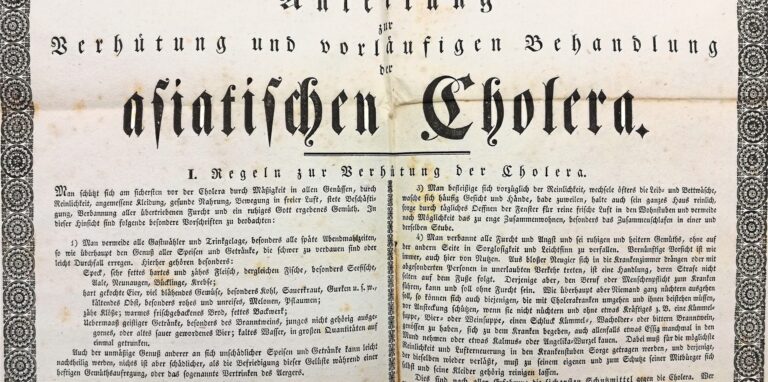 Anleitung
zur
Verhütung und vorläufigen Behandlung
der
asiatischen Cholera.
I. Regeln zur Verhütung der Cholera.
Man schützt sich am sichersten vor der Cholera durch Mäßigkeit in allen Genüssen, durch
Reinlichkeit, angemessene Kleidung, gesunde Nahrung, Bewegung in freier Luft, stete Beschäfti-
gung, Verbannung aller übertriebenen Furcht und ein ruhiges Gott ergebenes Gemüth. In
dieser Hinsicht sind folgende besondere Vorschriften zu beobachten:
1) Man vermeide alle Gastmähler und Trinkgelage, besonders alle späte Abendmahlzeiten,
so wie überhaupt den Genuß aller Speisen und Getränke, die schwer zu verdauen sind oder
leicht Durchfall erregen. Hierher gehören besonders:
Speck, sehr fettes hartes und zähes Fleisch, dergleichen Fische, besonders Seefische,
Aale, Neunaugen, Bücklinge, Krebse;
hart gekochte Eier, viel blähendes Gemüse, besonders Kohl, Sauerkraut, Gurken u. s. w.,
kältendes Obst, besonders rohes und unreifes, Melonen, Pflaumen;
zähe Klöße; warmes frischgebackenes Brod, fettes Backwerk;
Uebermaaß geistiger Getränke, besonders des Branntweins, junges nicht gehörig ausge-
gohrnes, oder altes sauer gewordenes Bier; kaltes Wasser, in großen Quantitäten auf
einmal getrunken.
Auch der unmäßige Genuß anderer an sich unschädlicher Speisen und Getränke kann leicht
nachtheilig werden, nichts ist aber schädlicher, als die Befriedigung dieser Gelüste während einer
heftigen Gemüthsaufregung, oder das sogenannte Vertrinken des Aergers.
3) Man befleißige sich vorzüglich der Reinlichkeit, wechsele öfters die Leib- und Bettwäsche,
wasche sich häufig Gesicht und Hände, bade zuweilen, halte auch sein ganzes Haus reinlich,
sorge durch tägliches Oeffnen der Fenster für reine frische Luft in den Wohnstuben und vermeide
nach Möglichkeit das zu enge Zusammenwohnen, besonders das Zusammenschlafen in einer und
derselben Stube.
4) Man verbanne alle Furcht und Angst und sei ruhigen und heitern Gemüths, ohne auf
der andern Seite in Sorglosigkeit und Leichtsinn zu verfallen. Vernünftige Vorsicht ist wie
immer, auch hier von Nutzen. Aus bloßer Neugier sich in die Krankenzimmer drängen oder mit
abgesonderten Personen in unerlaubten Verkehr treten, ist eine Handlung, deren Strafe nicht
selten auf dem Fuße folgt. Derjenige aber, den Beruf oder Menschenpflicht zum Kranken
führen, kann und soll ohne Furcht sein. Wie überhaupt aber Niemand ganz nüchtern ausgehen
soll, so können sich auch diejenigen, die mit Cholerakranken umgehen und ihnen beistehen müssen,
der Ansteckung schützen, wenn sie nicht nüchtern und ohne etwas Kräftiges z. B. eine Kümmel-
suppe, Bier- oder Weinsuppe, einen Schluck Kümmel-, Wachholder- oder bittern Branntwein,
genossen zu haben, sich zu dem Kranken begeben, auch allenfalls etwas Essig manchmal in den
Mund nehmen oder etwas Kalmus- oder Angelika-Wurzel kauen. Dabei muß für die möglichste
Reinlichkeit und Lufterneuerung in den Krankenstuben Sorge getragen werden, und derjenige,
der dieselben wieder verläßt, muß zu seinem eigenen und zum Schutze seiner Mitbürger sich
selbst und seine Kleider gehörig reinigen lassen.
Dies sind nach allen die sichersten Schutzmittel gegen die Cholera. Wer